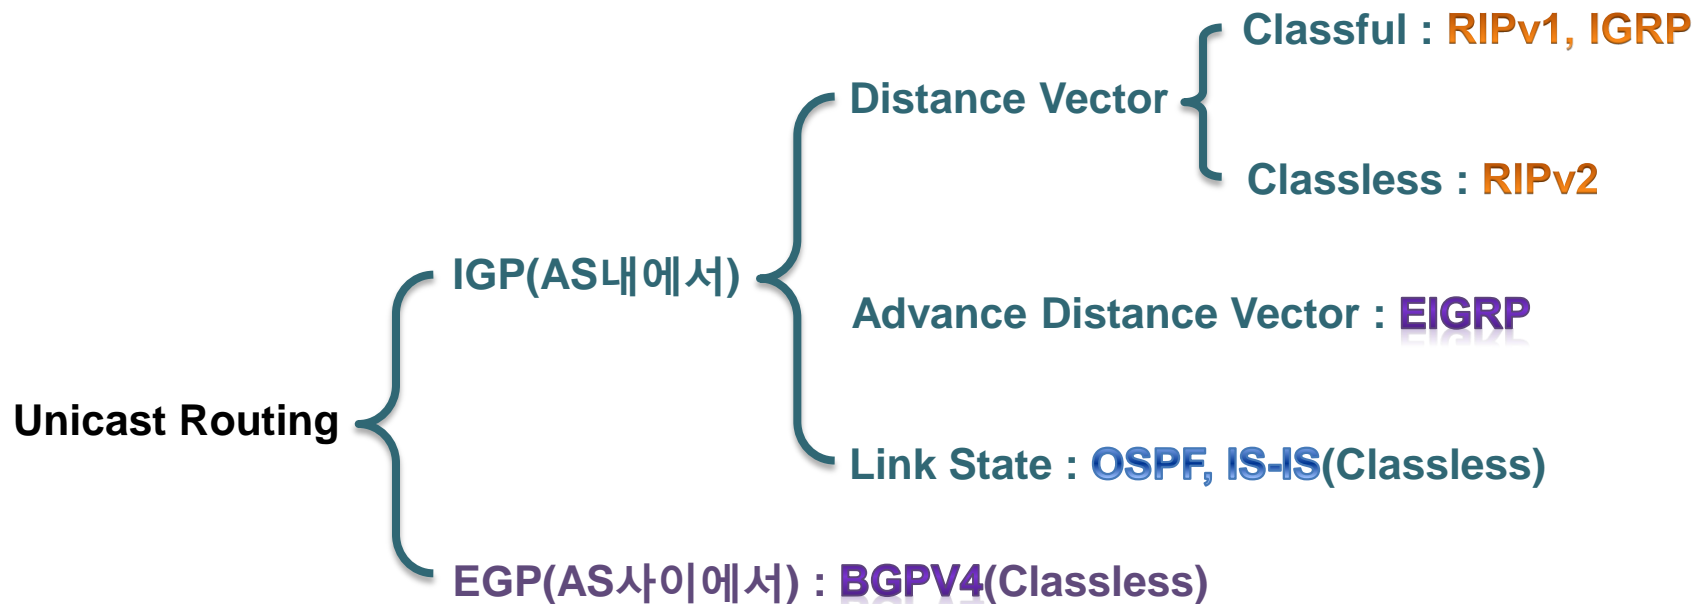 Classful : RIPv1, IGRP
Distance Vector
Classless : RIPv2
IGP(AS내에서)
Advance Distance Vector : EIGRP
Unicast Routing
Link State : OSPF, IS-IS(Classless)
EGP(AS사이에서) : BGPV4(Classless)